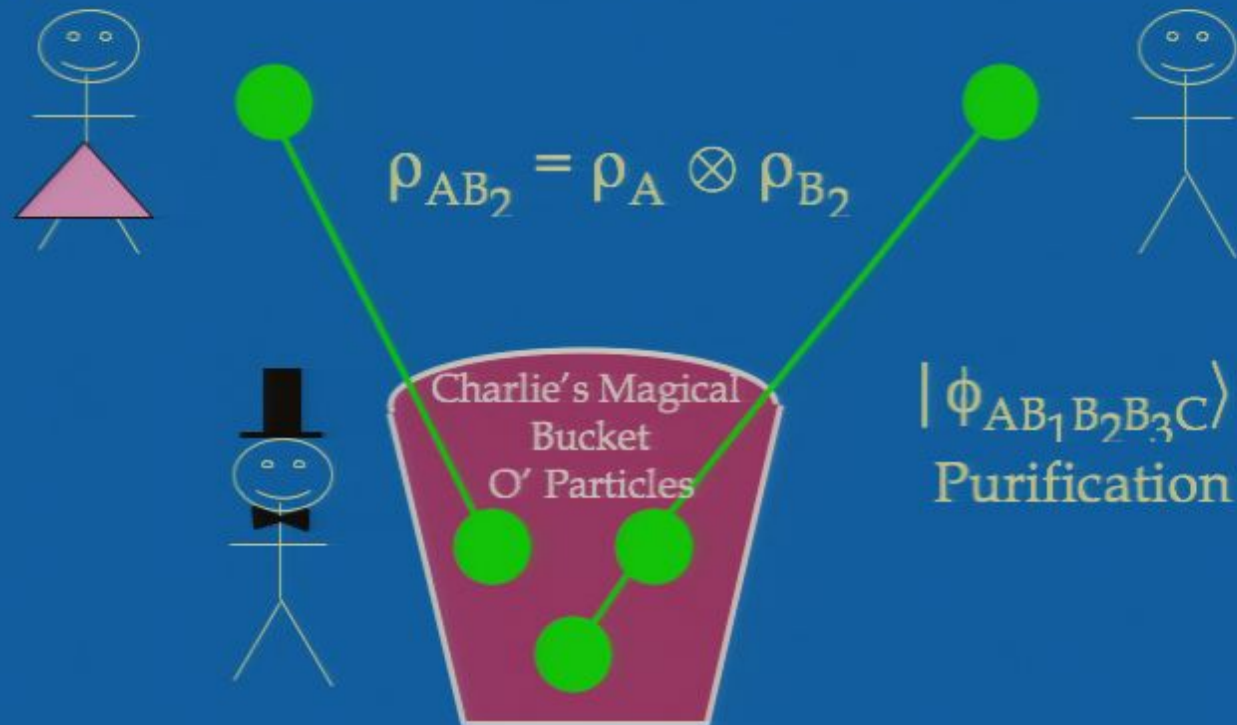 ρ_AB₂ = ρ_A ⊗ ρ_B₂
Charlie's Magical
Bucket
O' Particles
|ϕ_AB₁B₂B₃C⟩
Purification